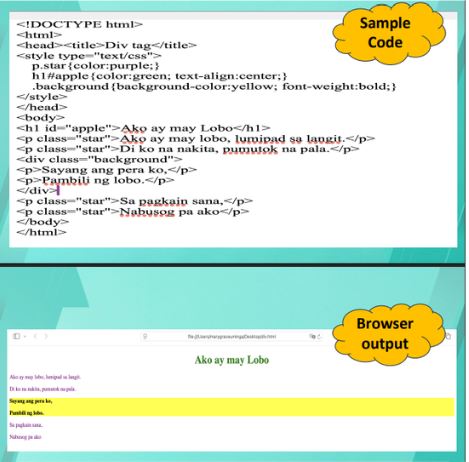 <!DOCTYPE html>
<html>
<head><title>Div tag</title>
<style type="text/css">
p.star{color:purple;}
h1#apple{color:green; text-align:center;}
.background{background-color:yellow; font-weight:bold;}
</style>
</head>
<body>
<h1 id="apple">Ako ay may Lobo</h1>
<p class="star">Ako ay may lobo, lumipad sa langit.</p>
<p class="star">Di ko na nakita, pumutok na pala.</p>
<div class="background">
<p>Sayang ang pera ko,</p>
<p>Pambili ng lobo.</p>
</div>
<p class="star">Sa pagkain sana,</p>
<p class="star">Nabusog pa ako</p>
</body>
</html>
Sample
Code
Browser
output
Ako ay may Lobo
Ako ay may lobo, lumipad sa langit.
Di ko na nakita, pumutok na pala.
Sayang ang pera ko,
Pambili ng lobo.
Sa pagkain sana,
Nabusog pa ako